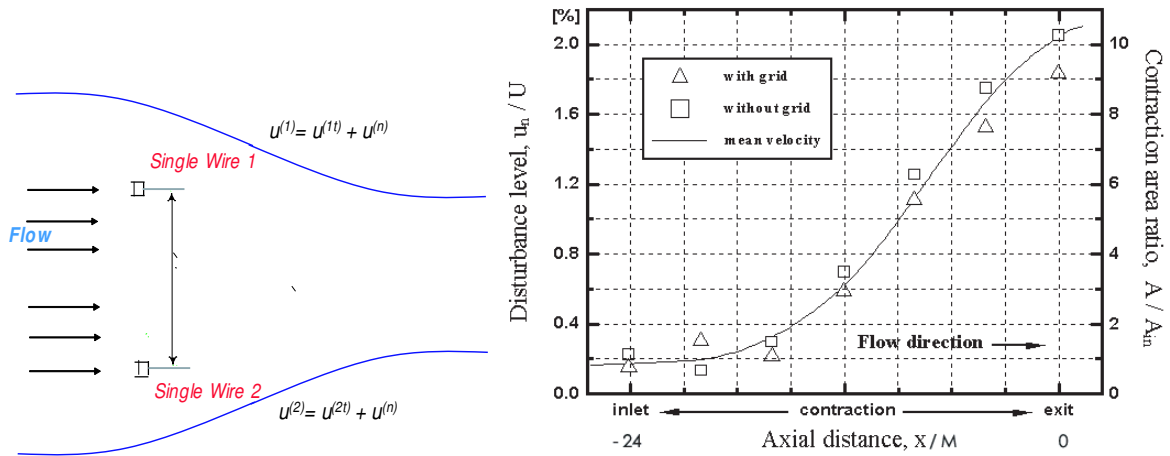 u(1)= u(1t) + u(n)
Single Wire 1
Flow
Single Wire 2
u(2)= u(2t) + u(n)
[%]
2.0
1.6
1.2
0.8
0.4
0.0
Disturbance level, un / U
with grid
without grid
mean velocity
Flow direction
10
8
6
4
2
0
Contraction area ratio, A / Ain
inlet
contraction
exit
- 24
Axial distance, x / M
0